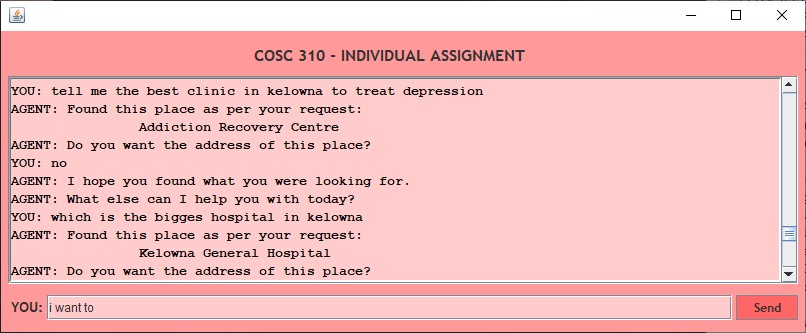 COSC 310 - INDIVIDUAL ASSIGNMENT
YOU: tell me the best clinic in kelowna to treat depression
AGENT: Found this place as per your request:
Addiction Recovery Centre
AGENT: Do you want the address of this place?
YOU: no
AGENT: I hope you found what you were looking for.
AGENT: What else can I help you with today?
YOU: which is the bigges hospital in kelowna
AGENT: Found this place as per your request:
Kelowna General Hospital
AGENT: Do you want the address of this place?
YOU: i want to Send